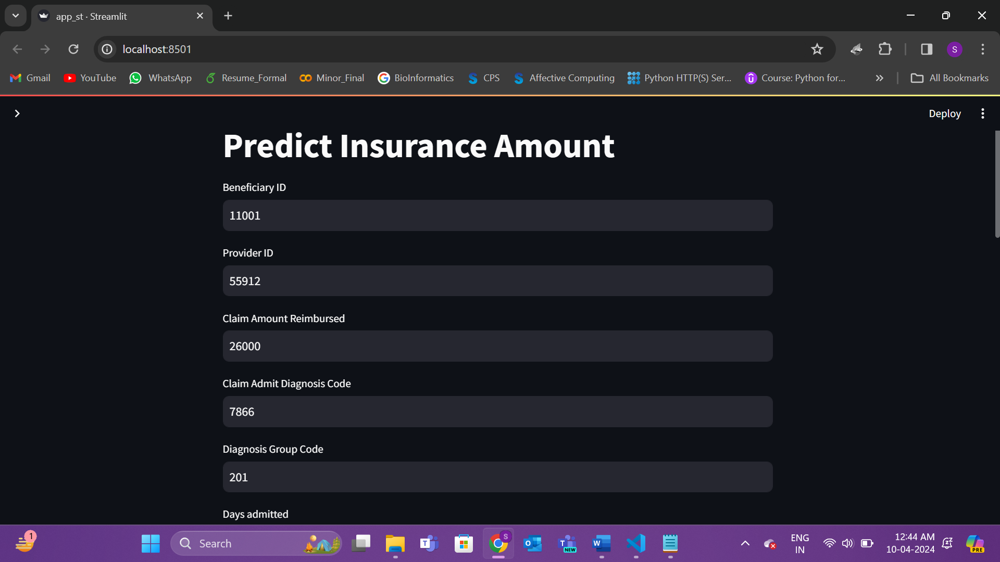 app_st · Streamlit
localhost:8501
S
Gmail
YouTube
WhatsApp
Resume_Formal
Minor_Final
BioInformatics
CPS
Affective Computing
Python HTTP(S) Ser...
Course: Python for...
All Bookmarks
Deploy
Predict Insurance Amount
Beneficiary ID
11001
Provider ID
55912
Claim Amount Reimbursed
26000
Claim Admit Diagnosis Code
7866
Diagnosis Group Code
201
Days admitted
1
Search
T
S
O
T
NEW
W
ENG
IN
12:44 AM
10-04-2024
PRE